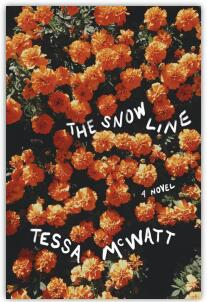 THE SNOW LINE
A NOVEL
TESSA McWATT